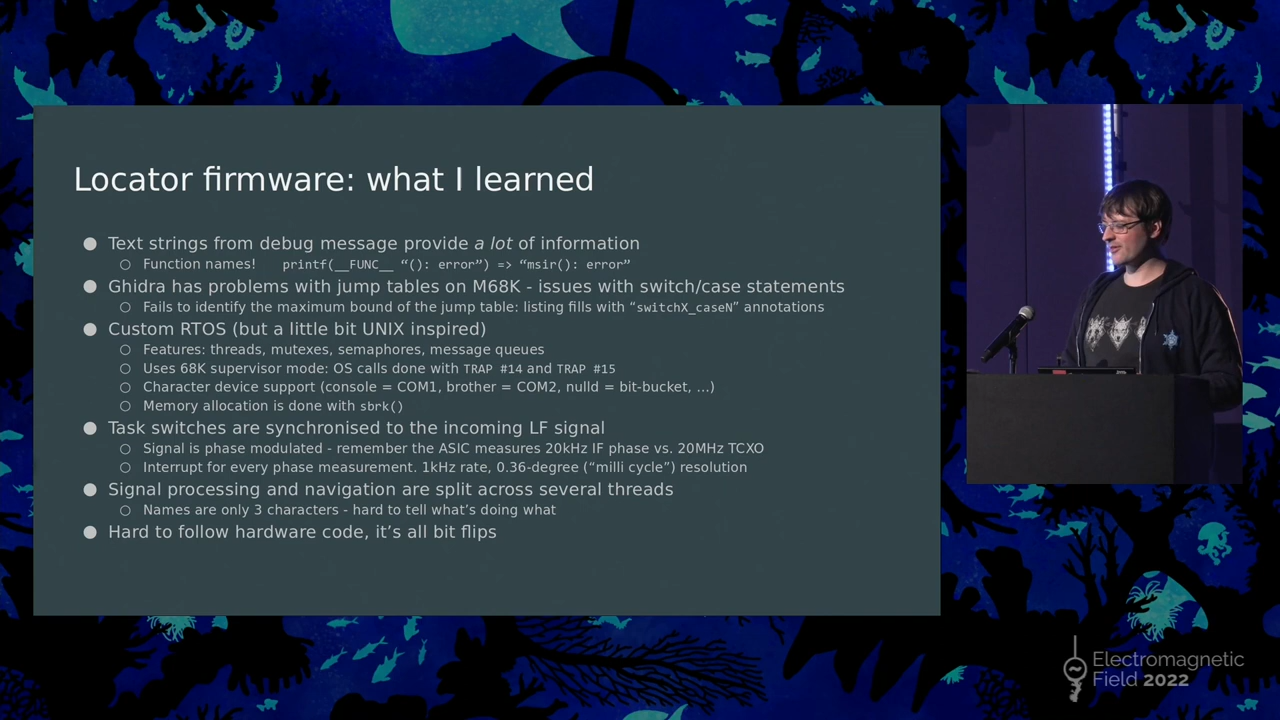 Locator firmware: what I learned
● Text strings from debug message provide a lot of information
○ Function names! printf(__FUNC__ “(): error”) => “msir(): error”
● Ghidra has problems with jump tables on M68K - issues with switch/case statements
○ Fails to identify the maximum bound of the jump table: listing fills with “switchX_caseN” annotations
● Custom RTOS (but a little bit UNIX inspired)
○ Features: threads, mutexes, semaphores, message queues
○ Uses 68K supervisor mode: OS calls done with TRAP #14 and TRAP #15
○ Character device support (console = COM1, brother = COM2, nulld = bit-bucket, ...)
○ Memory allocation is done with sbrk()
● Task switches are synchronised to the incoming LF signal
○ Signal is phase modulated - remember the ASIC measures 20kHz IF phase vs. 20MHz TCXO
○ Interrupt for every phase measurement. 1kHz rate, 0.36-degree (“milli cycle”) resolution
● Signal processing and navigation are split across several threads
○ Names are only 3 characters - hard to tell what’s doing what
● Hard to follow hardware code, it’s all bit flips
Electromagnetic
Field 2022